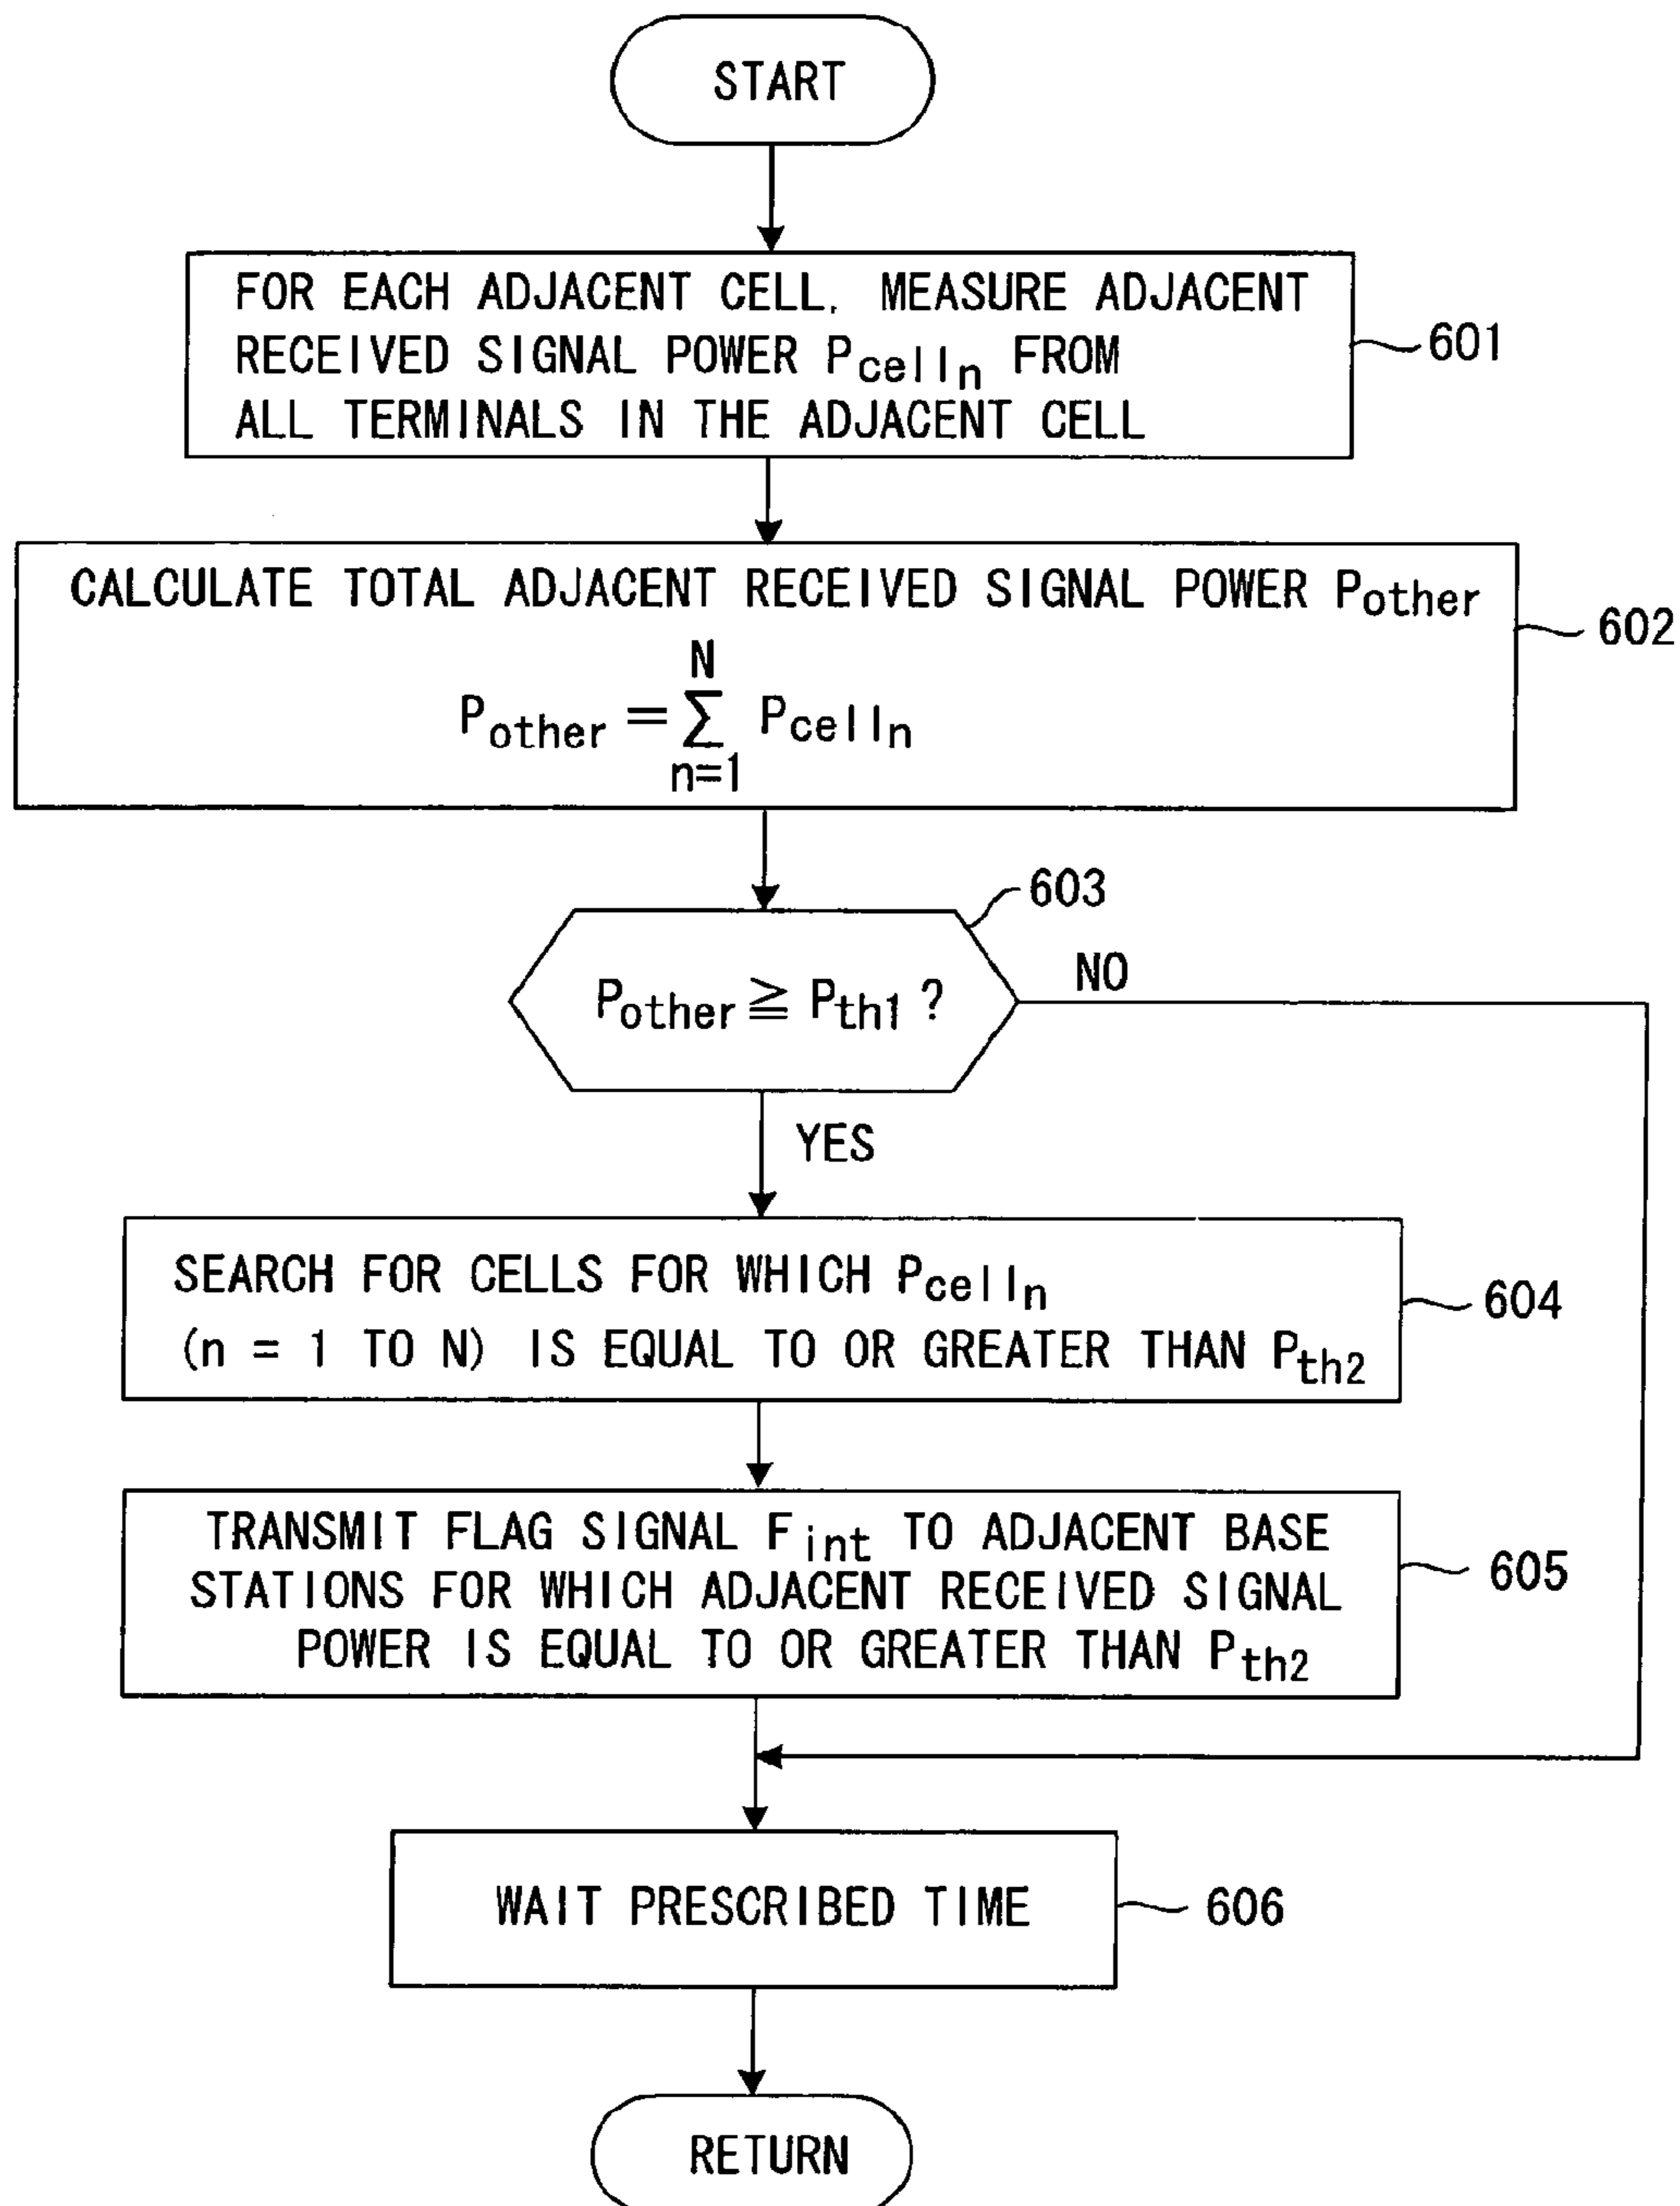 START
FOR EACH ADJACENT CELL, MEASURE ADJACENT
RECEIVED SIGNAL POWER Pcelln FROM
ALL TERMINALS IN THE ADJACENT CELL
601
CALCULATE TOTAL ADJACENT RECEIVED SIGNAL POWER Pother
602
N
Pother = Σ Pcelln
n=1
603
Pother ≧ Pth1 ?
NO
YES
SEARCH FOR CELLS FOR WHICH Pcelln
(n = 1 TO N) IS EQUAL TO OR GREATER THAN Pth2
604
TRANSMIT FLAG SIGNAL Fint TO ADJACENT BASE
STATIONS FOR WHICH ADJACENT RECEIVED SIGNAL
POWER IS EQUAL TO OR GREATER THAN Pth2
605
WAIT PRESCRIBED TIME
606
RETURN